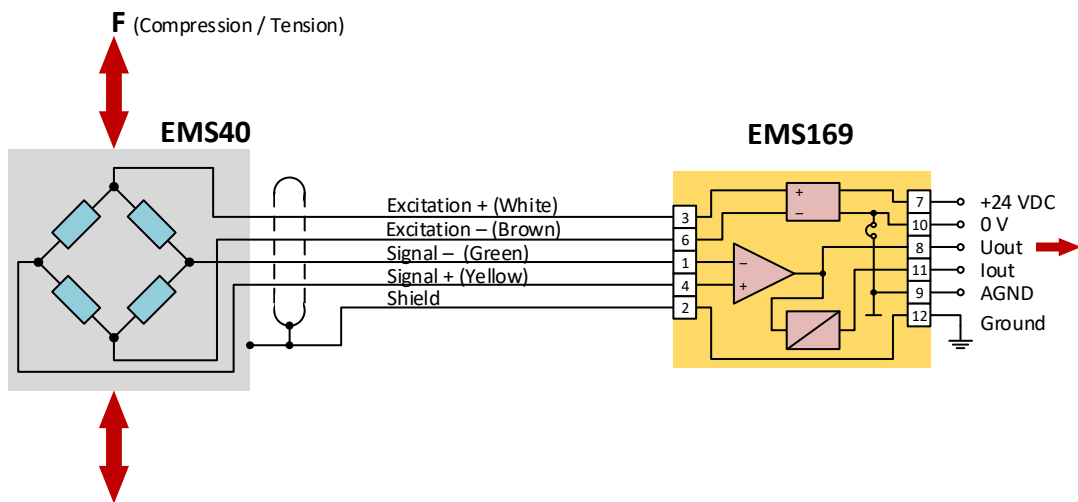 F (Compression / Tension)
EMS40
EMS169
Excitation + (White)
Excitation – (Brown)
Signal – (Green)
Signal + (Yellow)
Shield
3
6
1
4
2
+
–
–
+
7
10
8
11
9
12
+24 VDC
0 V
Uout
Iout
AGND
Ground